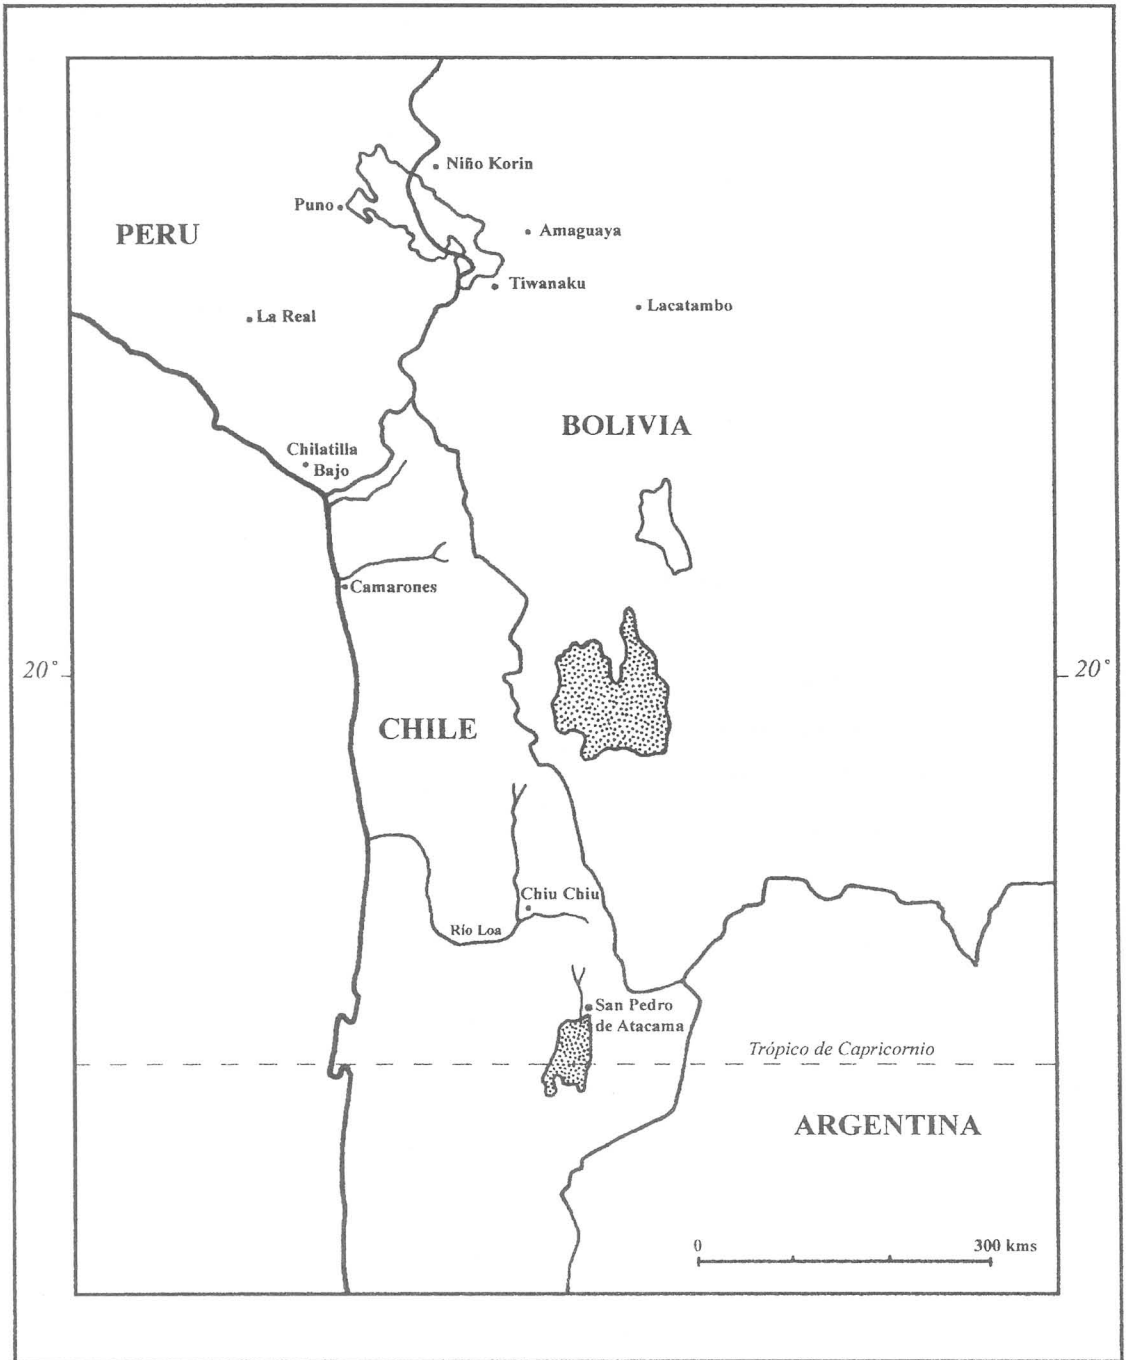 Niño Korin
Puno
PERU
Amaguaya
Tiwanaku
Lacatambo
La Real
BOLIVIA
Chilatilla
Bajo
Camarones
20°
20°
CHILE
Chiu Chiu
Río Loa
San Pedro
de Atacama
Trópico de Capricornio
ARGENTINA
0
300 kms